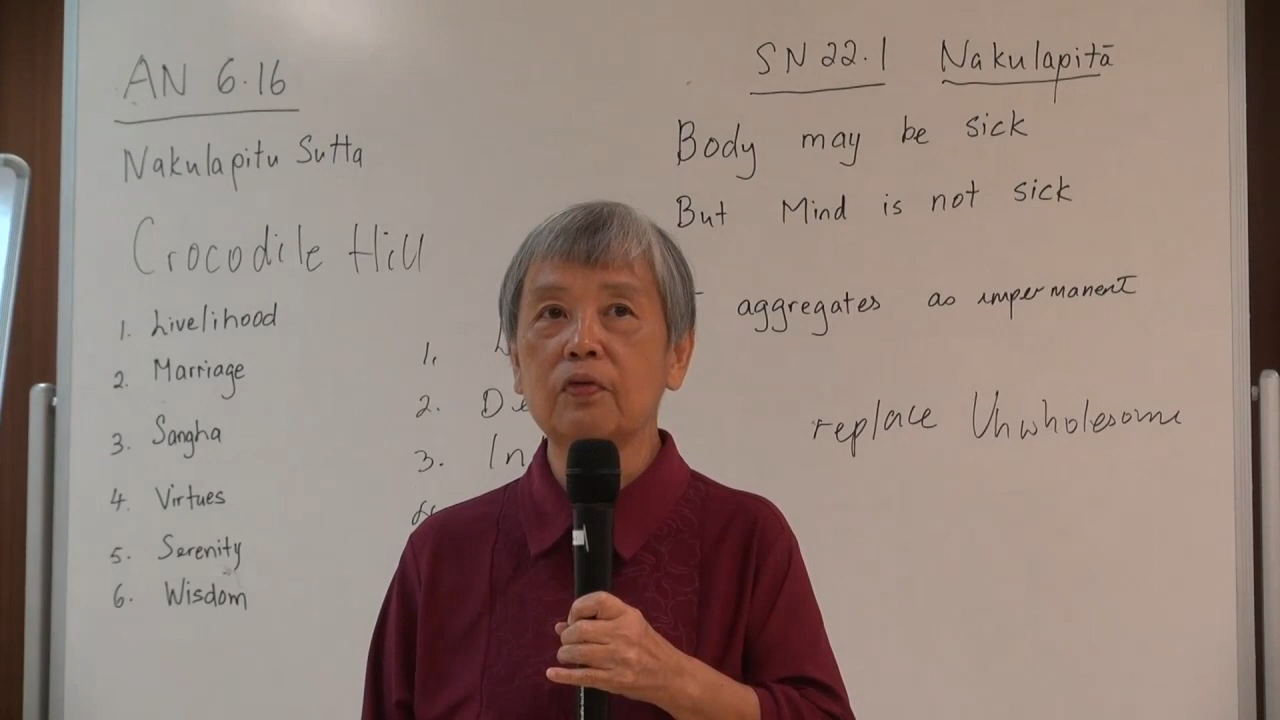 AN 6.16
Nakulapitu Sutta
Crocodile Hill
1. Livelihood
2. Marriage
3. Sangha
4. Virtues
5. Serenity
6. Wisdom
1.
2. De
3. In
SN 22.1 Nakulapitā
Body may be sick
But Mind is not sick
aggregates as impermanent
replace Unwholesome